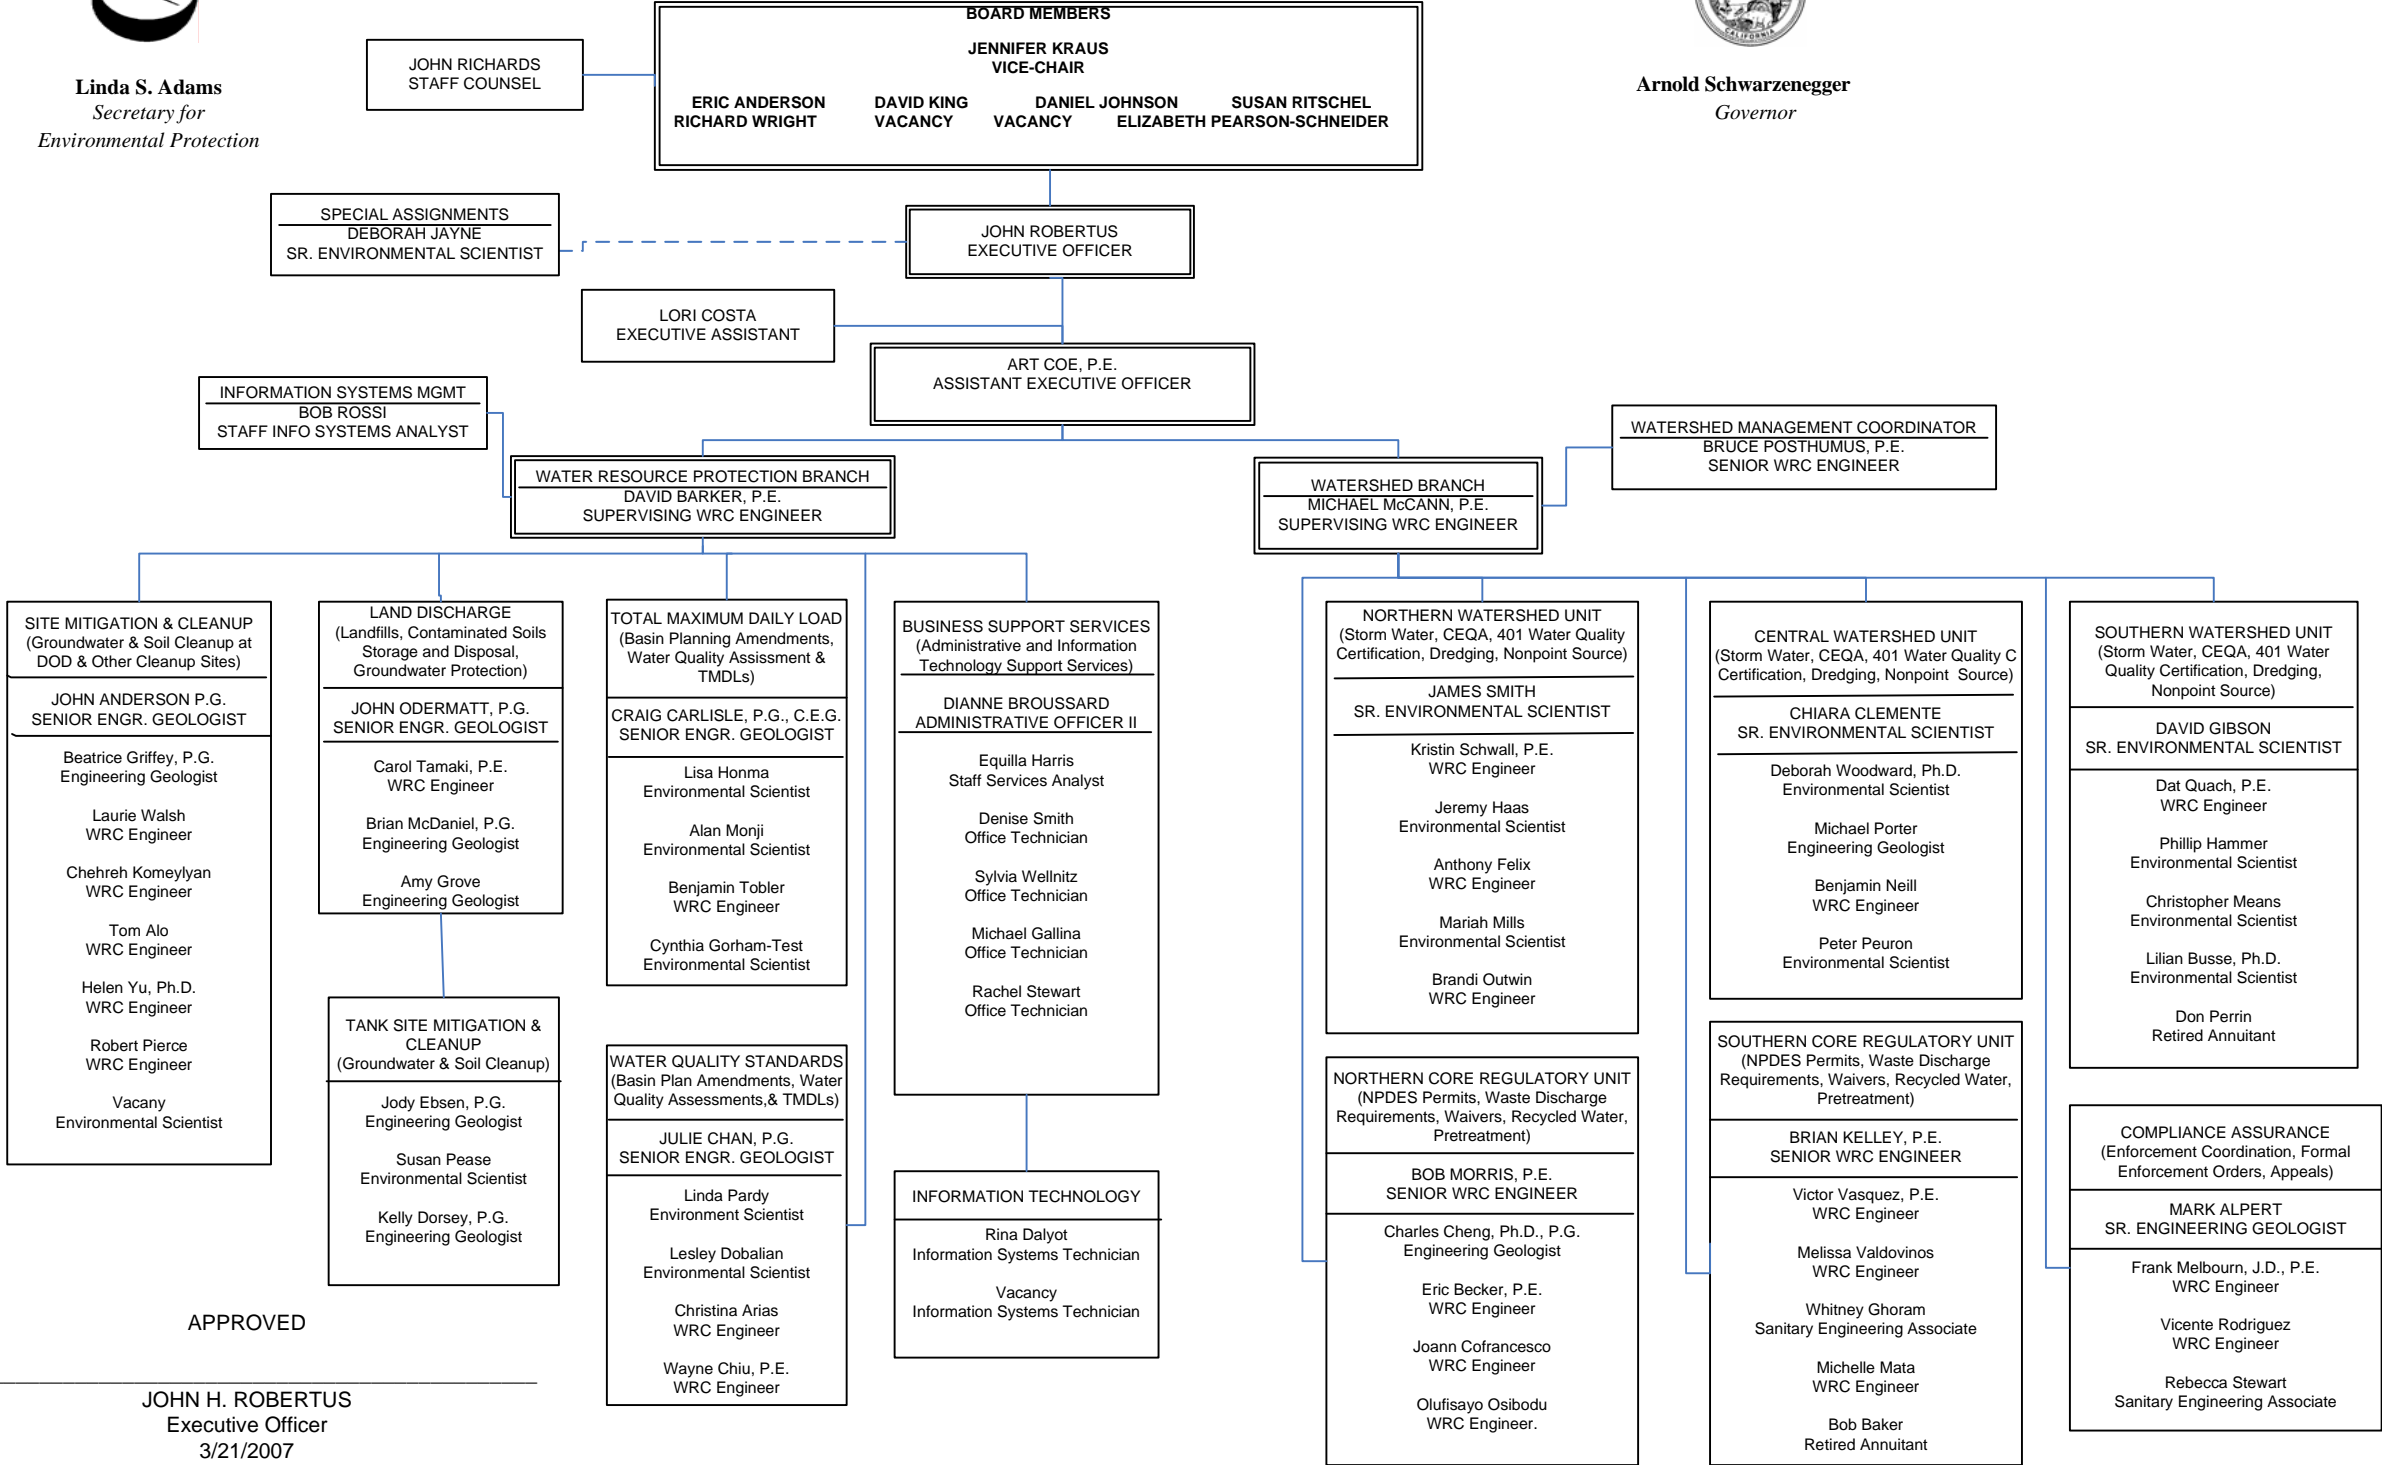 BOARD MEMBERS
JENNIFER KRAUS
VICE-CHAIR
ERIC ANDERSON DAVID KING DANIEL JOHNSON SUSAN RITSCHEL
RICHARD WRIGHT VACANCY VACANCY ELIZABETH PEARSON-SCHNEIDER
JOHN RICHARDS
STAFF COUNSEL
Linda S. Adams
Secretary for
Environmental Protection
CALIFORNIA
Arnold Schwarzenegger
Governor
SPECIAL ASSIGNMENTS
DEBORAH JAYNE
SR. ENVIRONMENTAL SCIENTIST
JOHN ROBERTUS
EXECUTIVE OFFICER
LORI COSTA
EXECUTIVE ASSISTANT
ART COE, P.E.
ASSISTANT EXECUTIVE OFFICER
INFORMATION SYSTEMS MGMT
BOB ROSSI
STAFF INFO SYSTEMS ANALYST
WATERSHED MANAGEMENT COORDINATOR
BRUCE POSTHUMUS, P.E.
SENIOR WRC ENGINEER
WATER RESOURCE PROTECTION BRANCH
DAVID BARKER, P.E.
SUPERVISING WRC ENGINEER
WATERSHED BRANCH
MICHAEL McCANN, P.E.
SUPERVISING WRC ENGINEER
SITE MITIGATION & CLEANUP
(Groundwater & Soil Cleanup at
DOD & Other Cleanup Sites)
JOHN ANDERSON P.G.
SENIOR ENGR. GEOLOGIST
Beatrice Griffey, P.G.
Engineering Geologist
Laurie Walsh
WRC Engineer
Chehreh Komeylyan
WRC Engineer
Tom Alo
WRC Engineer
Helen Yu, Ph.D.
WRC Engineer
Robert Pierce
WRC Engineer
Vacany
Environmental Scientist
LAND DISCHARGE
(Landfills, Contaminated Soils
Storage and Disposal,
Groundwater Protection)
JOHN ODERMATT, P.G.
SENIOR ENGR. GEOLOGIST
Carol Tamaki, P.E.
WRC Engineer
Brian McDaniel, P.G.
Engineering Geologist
Amy Grove
Engineering Geologist
TANK SITE MITIGATION &
CLEANUP
(Groundwater & Soil Cleanup)
Jody Ebsen, P.G.
Engineering Geologist
Susan Pease
Environmental Scientist
Kelly Dorsey, P.G.
Engineering Geologist
TOTAL MAXIMUM DAILY LOAD
(Basin Planning Amendments,
Water Quality Assissment &
TMDLs)
CRAIG CARLISLE, P.G., C.E.G.
SENIOR ENGR. GEOLOGIST
Lisa Honma
Environmental Scientist
Alan Monji
Environmental Scientist
Benjamin Tobler
WRC Engineer
Cynthia Gorham-Test
Environmental Scientist
WATER QUALITY STANDARDS
(Basin Plan Amendments, Water
Quality Assessments,& TMDLs)
JULIE CHAN, P.G.
SENIOR ENGR. GEOLOGIST
Linda Pardy
Environment Scientist
Lesley Dobalian
Environmental Scientist
Christina Arias
WRC Engineer
Wayne Chiu, P.E.
WRC Engineer
BUSINESS SUPPORT SERVICES
(Administrative and Information
Technology Support Services)
DIANNE BROUSSARD
ADMINISTRATIVE OFFICER II
Equilla Harris
Staff Services Analyst
Denise Smith
Office Technician
Sylvia Wellnitz
Office Technician
Michael Gallina
Office Technician
Rachel Stewart
Office Technician
INFORMATION TECHNOLOGY
Rina Dalyot
Information Systems Technician
Vacancy
Information Systems Technician
NORTHERN WATERSHED UNIT
(Storm Water, CEQA, 401 Water Quality
Certification, Dredging, Nonpoint Source)
JAMES SMITH
SR. ENVIRONMENTAL SCIENTIST
Kristin Schwall, P.E.
WRC Engineer
Jeremy Haas
Environmental Scientist
Anthony Felix
WRC Engineer
Mariah Mills
Environmental Scientist
Brandi Outwin
WRC Engineer
NORTHERN CORE REGULATORY UNIT
(NPDES Permits, Waste Discharge
Requirements, Waivers, Recycled Water,
Pretreatment)
BOB MORRIS, P.E.
SENIOR WRC ENGINEER
Charles Cheng, Ph.D., P.G.
Engineering Geologist
Eric Becker, P.E.
WRC Engineer
Joann Cofrancesco
WRC Engineer
Olufisayo Osibodu
WRC Engineer.
CENTRAL WATERSHED UNIT
(Storm Water, CEQA, 401 Water Quality C
Certification, Dredging, Nonpoint Source)
CHIARA CLEMENTE
SR. ENVIRONMENTAL SCIENTIST
Deborah Woodward, Ph.D.
Environmental Scientist
Michael Porter
Engineering Geologist
Benjamin Neill
WRC Engineer
Peter Peuron
Environmental Scientist
SOUTHERN CORE REGULATORY UNIT
(NPDES Permits, Waste Discharge
Requirements, Waivers, Recycled Water,
Pretreatment)
BRIAN KELLEY, P.E.
SENIOR WRC ENGINEER
Victor Vasquez, P.E.
WRC Engineer
Melissa Valdovinos
WRC Engineer
Whitney Ghoram
Sanitary Engineering Associate
Michelle Mata
WRC Engineer
Bob Baker
Retired Annuitant
SOUTHERN WATERSHED UNIT
(Storm Water, CEQA, 401 Water
Quality Certification, Dredging,
Nonpoint Source)
DAVID GIBSON
SR. ENVIRONMENTAL SCIENTIST
Dat Quach, P.E.
WRC Engineer
Phillip Hammer
Environmental Scientist
Christopher Means
Environmental Scientist
Lilian Busse, Ph.D.
Environmental Scientist
Don Perrin
Retired Annuitant
COMPLIANCE ASSURANCE
(Enforcement Coordination, Formal
Enforcement Orders, Appeals)
MARK ALPERT
SR. ENGINEERING GEOLOGIST
Frank Melbourn, J.D., P.E.
WRC Engineer
Vicente Rodriguez
WRC Engineer
Rebecca Stewart
Sanitary Engineering Associate
APPROVED
JOHN H. ROBERTUS
Executive Officer
3/21/2007